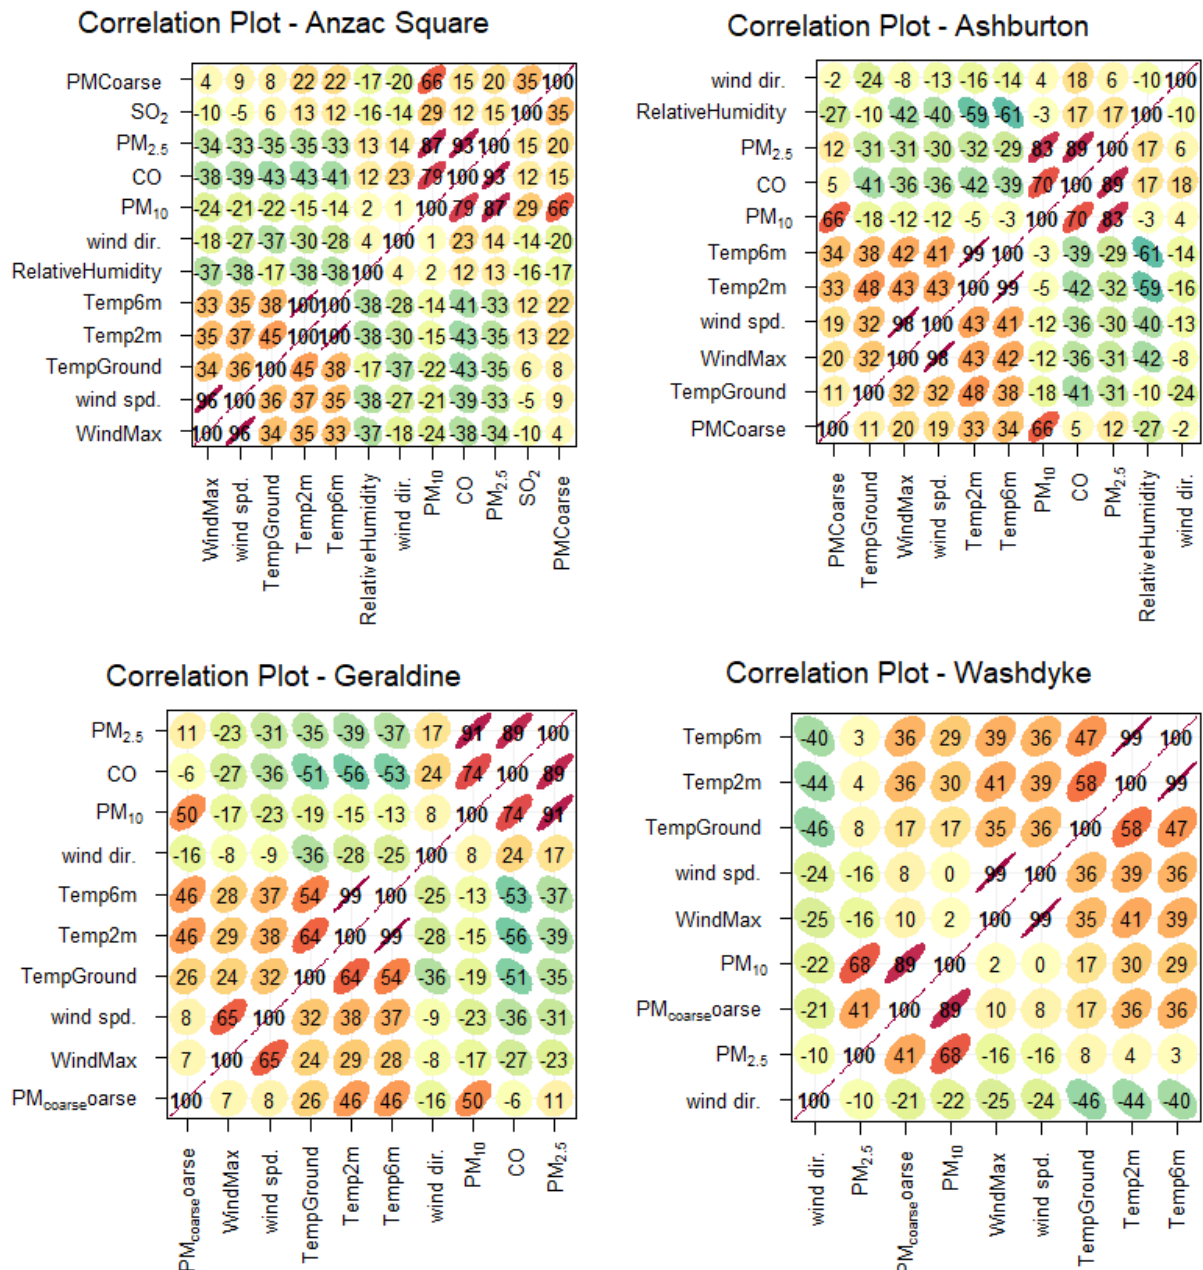 Correlation Plot - Anzac Square
PMCoarse 4 9 8 22 22 -17 -20 66 15 20 35 100
SO2 -10 -5 6 13 12 -16 -14 29 12 15 100 35
PM2.5 -34 -33 -35 -35 -33 13 14 87 93 100 15 20
CO -38 -39 -43 -43 -41 12 23 79 100 93 12 15
PM10 -24 -21 -22 -15 -14 2 1 100 79 87 29 66
wind dir. -18 -27 -37 -30 -28 4 100 1 23 14 -14 -20
RelativeHumidity -37 -38 -17 -38 -38 100 4 2 12 13 -16 -17
Temp6m 33 35 38 100 100 -38 -28 -14 -41 -33 12 22
Temp2m 35 37 45 100 100 -38 -30 -15 -43 -35 13 22
TempGround 34 36 100 45 38 -17 -37 -22 -43 -35 6 8
wind spd. 96 100 36 37 35 -38 -27 -21 -39 -33 -5 9
WindMax 100 96 34 35 33 -37 -18 -24 -38 -34 -10 4
WindMax
wind spd.
TempGround
Temp2m
Temp6m
RelativeHumidity
wind dir.
PM10
CO
PM2.5
SO2
PMCoarse
Correlation Plot - Ashburton
wind dir. -2 -24 -8 -13 -16 -14 4 18 6 -10 100
RelativeHumidity -27 -10 -42 -40 -59 -61 -3 17 17 100 -10
PM2.5 12 -31 -31 -30 -32 -29 83 89 100 17 6
CO 5 -41 -36 -36 -42 -39 70 100 89 17 18
PM10 66 -18 -12 -12 -5 -3 100 70 83 -3 4
Temp6m 34 38 42 41 99 100 -3 -39 -29 -61 -14
Temp2m 33 48 43 43 100 99 -5 -42 -32 -59 -16
wind spd. 19 32 98 100 43 41 -12 -36 -30 -40 -13
WindMax 20 32 100 98 43 42 -12 -36 -31 -42 -8
TempGround 11 100 32 32 48 38 -18 -41 -31 -10 -24
PMCoarse 100 11 20 19 33 34 66 5 12 -27 -2
PMCoarse
TempGround
WindMax
wind spd.
Temp2m
Temp6m
PM10
CO
PM2.5
RelativeHumidity
wind dir.
Correlation Plot - Geraldine
PM2.5 11 -23 -31 -35 -39 -37 17 91 89 100
CO -6 -27 -36 -51 -56 -53 24 74 100 89
PM10 50 -17 -23 -19 -15 -13 8 100 74 91
wind dir. -16 -8 -9 -36 -28 -25 100 8 24 17
Temp6m 46 28 37 54 99 100 -25 -13 -53 -37
Temp2m 46 29 38 64 100 99 -28 -15 -56 -39
TempGround 26 24 32 100 64 54 -36 -19 -51 -35
wind spd. 8 65 100 32 38 37 -9 -23 -36 -31
WindMax 7 100 65 24 29 28 -8 -17 -27 -23
PMcoarseoarse 100 7 8 26 46 46 -16 50 -6 11
PMcoarseoarse
WindMax
wind spd.
TempGround
Temp2m
Temp6m
wind dir.
PM10
CO
PM2.5
Correlation Plot - Washdyke
Temp6m -40 3 36 29 39 36 47 99 100
Temp2m -44 4 36 30 41 39 58 100 99
TempGround -46 8 17 17 35 36 100 58 47
wind spd. -24 -16 8 0 99 100 36 39 36
WindMax -25 -16 10 2 100 99 35 41 39
PM10 -22 68 89 100 2 0 17 30 29
PMcoarseoarse -21 41 100 89 10 8 17 36 36
PM2.5 -10 100 41 68 -16 -16 8 4 3
wind dir. 100 -10 -21 -22 -25 -24 -46 -44 -40
wind dir.
PM2.5
PMcoarseoarse
PM10
WindMax
wind spd.
TempGround
Temp2m
Temp6m